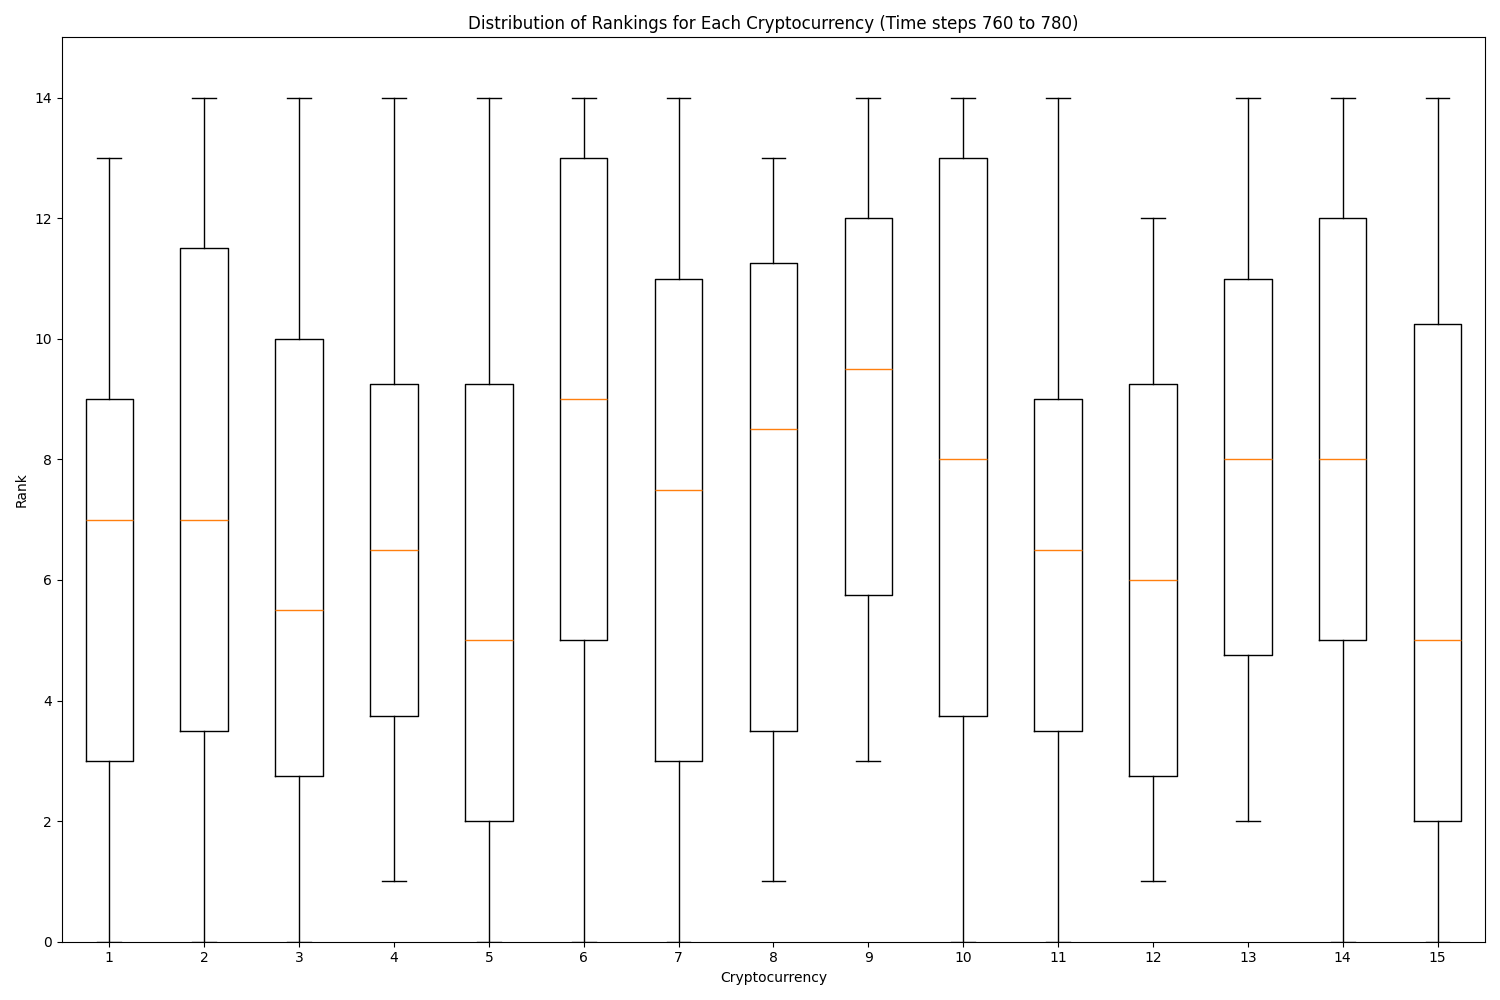 Distribution of Rankings for Each Cryptocurrency (Time steps 760 to 780)
14
12
10
8
6
4
2
0
Rank
1 2 3 4 5 6 7 8 9 10 11 12 13 14 15
Cryptocurrency